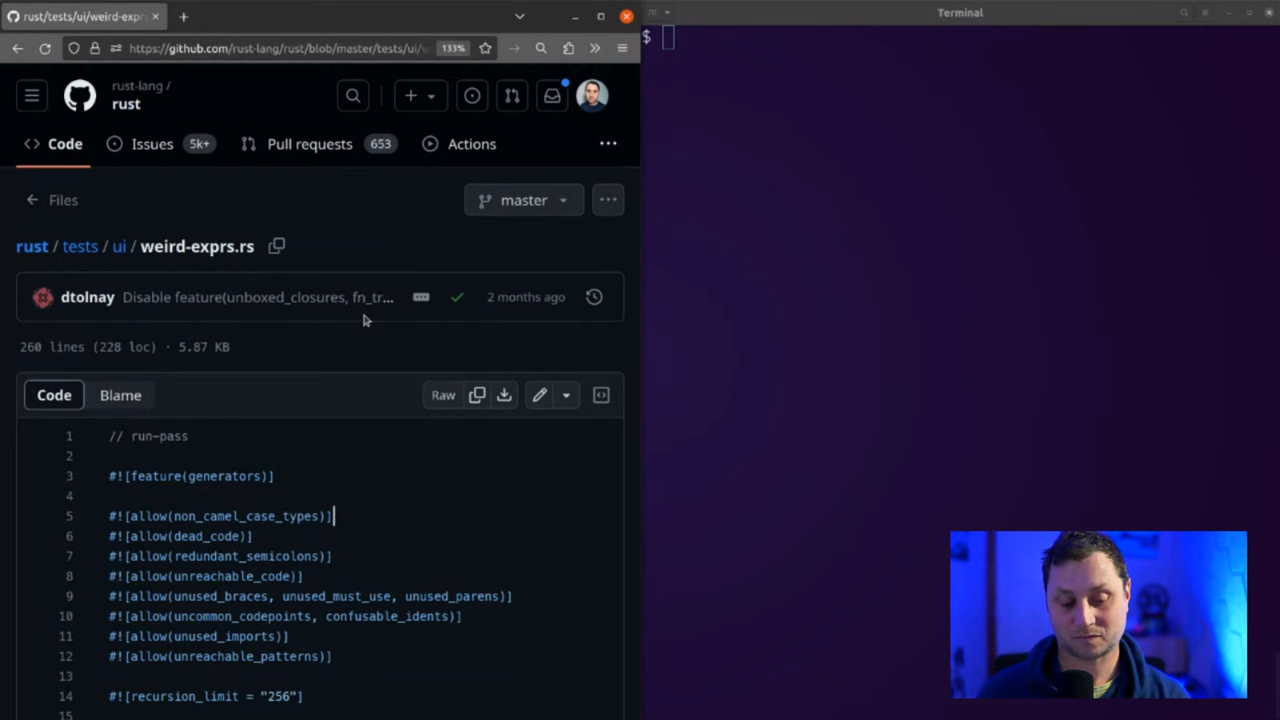 rust/tests/ui/weird-exprs
https://github.com/rust-lang/rust/blob/master/tests/ui/w
133%
rust-lang /
rust
Code
Issues
5k+
Pull requests
653
Actions
Files
master
rust / tests / ui / weird-exprs.rs
dtolnay Disable feature(unboxed_closures, fn_tr...
2 months ago
260 lines (228 loc) · 5.87 KB
Code
Blame
Raw
1 // run-pass
2
3 #![feature(generators)]
4
5 #![allow(non_camel_case_types)]
6 #![allow(dead_code)]
7 #![allow(redundant_semicolons)]
8 #![allow(unreachable_code)]
9 #![allow(unused_braces, unused_must_use, unused_parens)]
10 #![allow(uncommon_codepoints, confusable_idents)]
11 #![allow(unused_imports)]
12 #![allow(unreachable_patterns)]
13
14 #![recursion_limit = "256"]
15
Terminal
$